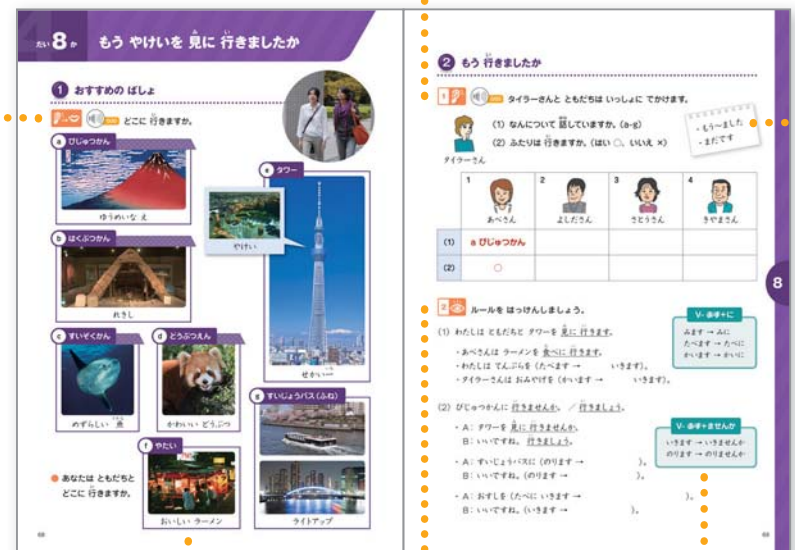 だい8か もう やけいを 見に 行きましたか
1 おすすめの ばしょ
どこに 行きますか。
a びじゅつかん
ゆうめいな え
b はくぶつかん
れきし
c すいぞくかん
めずらしい 魚
d どうぶつえん
かわいい どうぶつ
e タワー
やけい
せかい一
f やたい
おいしい ラーメン
g すいじょうバス(ふね)
ライトアップ
あなたは ともだちと
どこに 行きますか。
68
2 もう 行きましたか
1 タイラーさんと ともだちは いっしょに でかけます。
(1) なんについて 話していますか。(a-g)
(2) ふたりは 行きますか。(はい ○、いいえ ×)
タイラーさん
・もう〜ました
・まだです
1 2 3 4
あべさん よしださん さとうさん きやまさん
(1) a びじゅつかん
(2) ○
2 ルールを はっけんしましょう。
(1) わたしは ともだちと タワーを 見に 行きます。
・あべさんは ラーメンを 食べに 行きます。
・わたしは てんぷらを (たべます → いきます)。
・タイラーさんは おみやげを (かいます → いきます)。
V-ます+に
みます → みに
たべます → たべに
かいます → かいに
(2) びじゅつかんに 行きませんか。 / 行きましょう。
・A: タワーを 見に 行きませんか。
B: いいですね。 行きましょう。
・A: すいじょうバスに (のります → )。
B: いいですね。(のります → )。
・A: おすしを (たべに いきます → )。
B: いいですね。(いきます → )。
V-ます+ませんか
いきます → いきませんか
のります → のりませんか
8
69